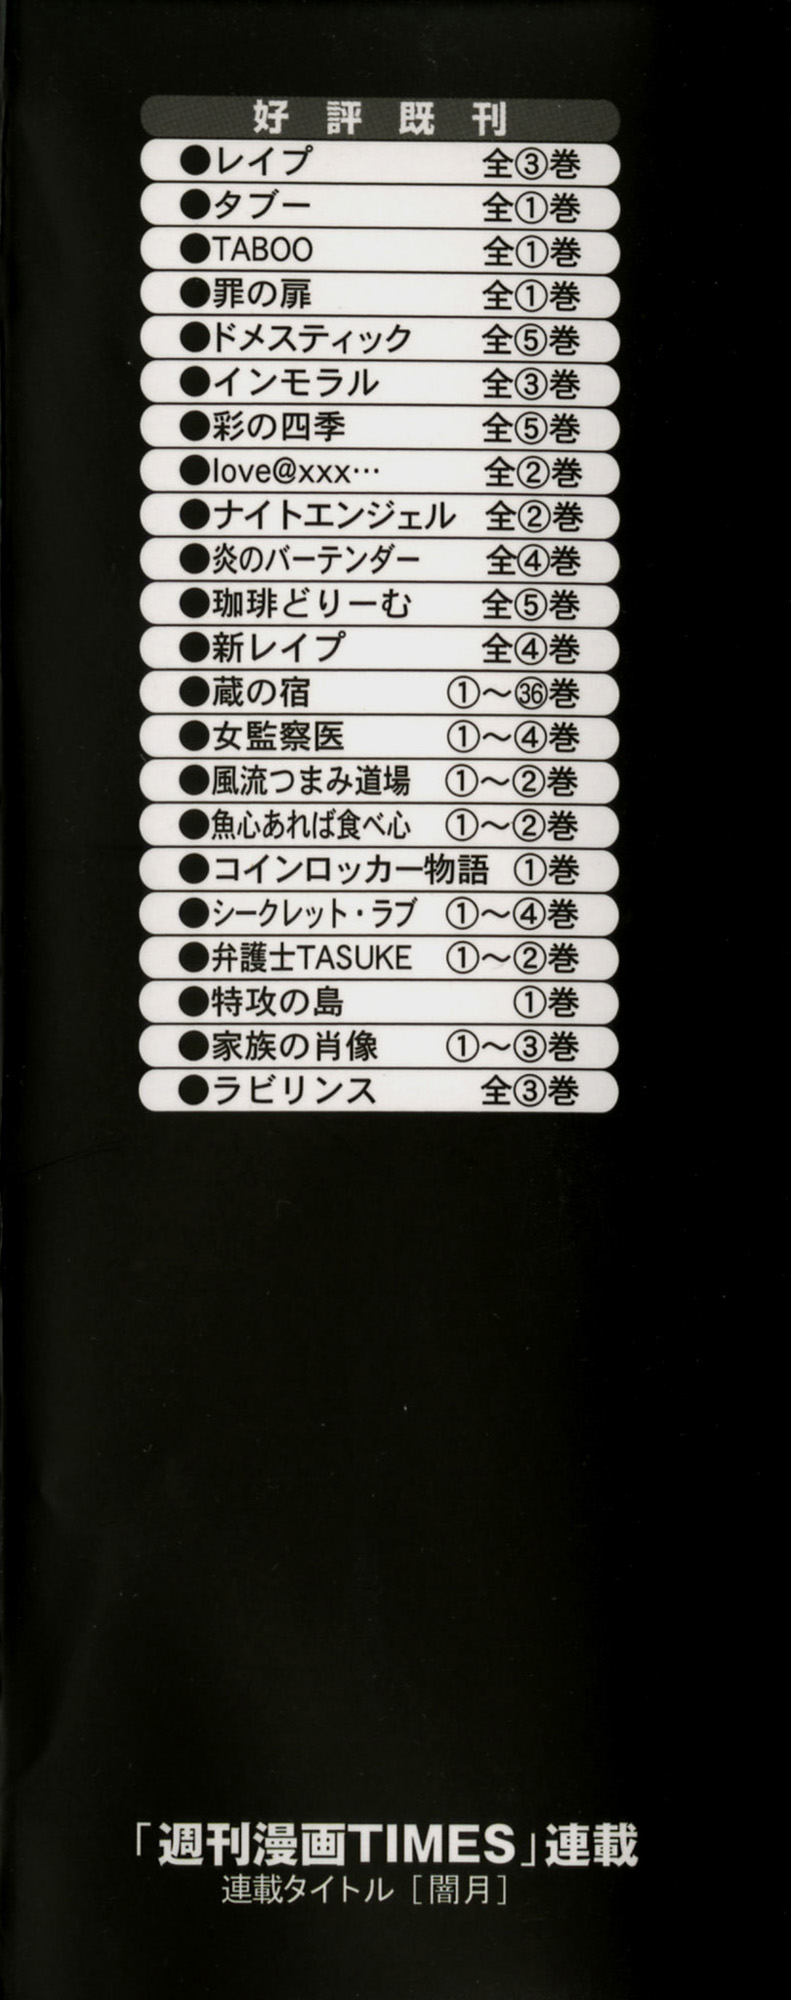 好評既刊
●レイプ 全③巻
●タブー 全①巻
●TABOO 全①巻
●罪の扉 全①巻
●ドメスティック 全⑤巻
●インモラル 全③巻
●彩の四季 全⑤巻
●love@xxx… 全②巻
●ナイトエンジェル 全②巻
●炎のバーテンダー 全④巻
●珈琲どりーむ 全⑤巻
●新レイプ 全④巻
●蔵の宿 ①〜㊱巻
●女監察医 ①〜④巻
●風流つまみ道場 ①〜②巻
●魚心あれば食べ心 ①〜②巻
●コインロッカー物語 ①巻
●シークレット・ラブ ①〜④巻
●弁護士TASUKE ①〜②巻
●特攻の島 ①巻
●家族の肖像 ①〜③巻
●ラビリンス 全③巻
「週刊漫画TIMES」連載
連載タイトル［闇月］